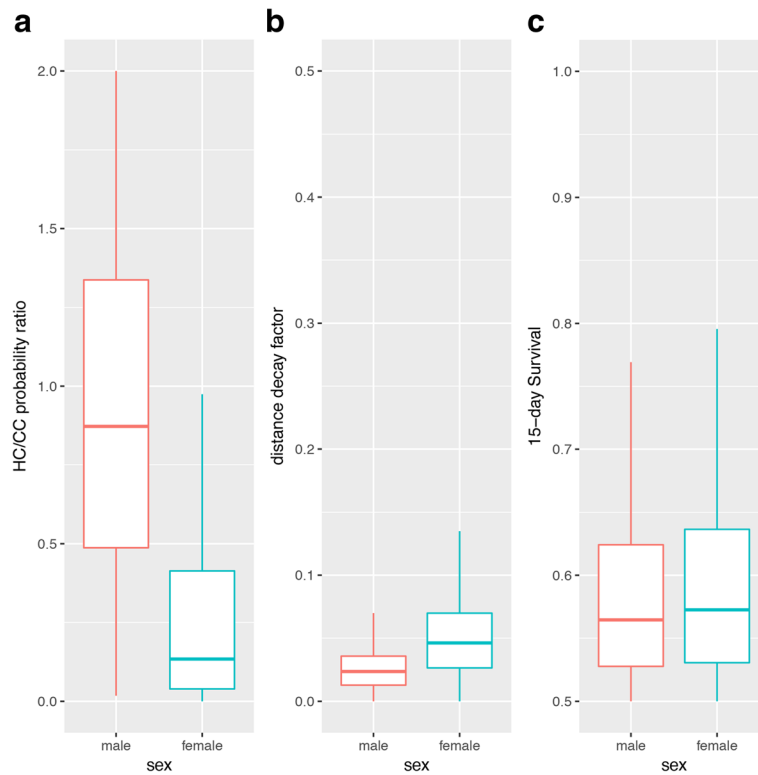 a
HC/CC probability ratio
2.0
1.5
1.0
0.5
0.0
male female
sex
b
distance decay factor
0.5
0.4
0.3
0.2
0.1
0.0
male female
sex
c
15−day Survival
1.0
0.9
0.8
0.7
0.6
0.5
male female
sex